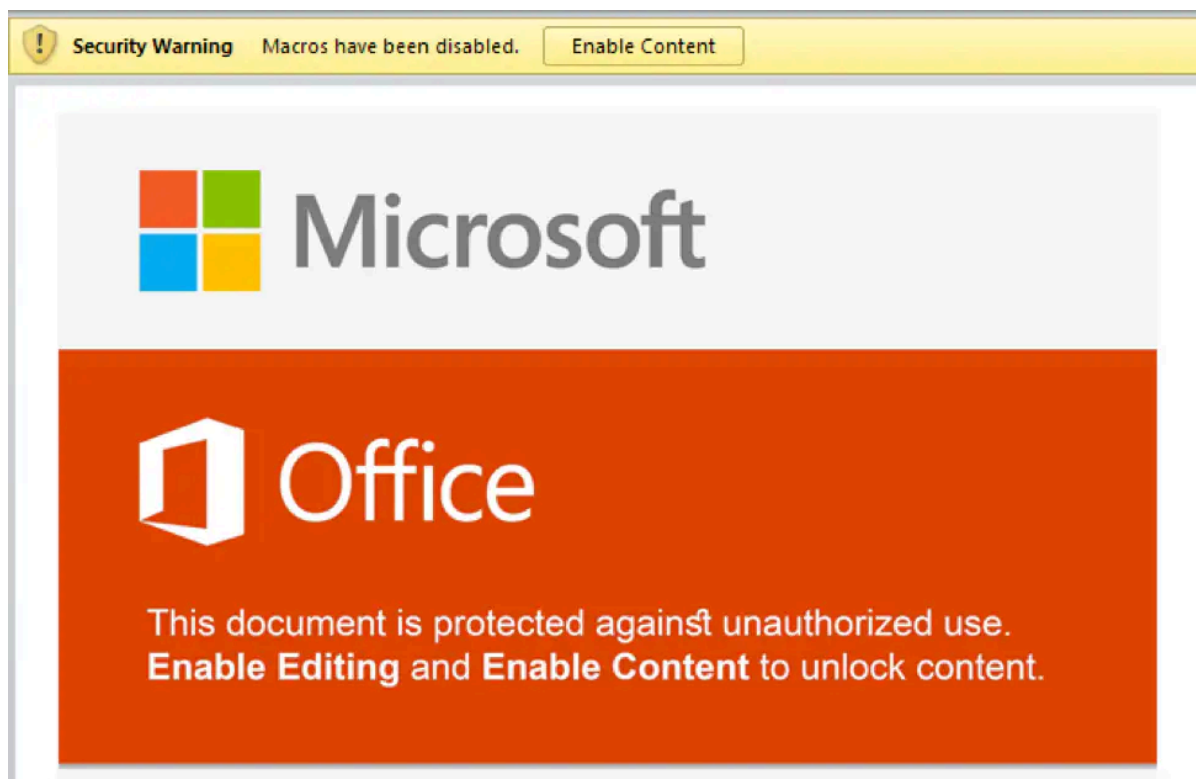 Security Warning Macros have been disabled. Enable Content
Microsoft
Office
This document is protected against unauthorized use.
Enable Editing and Enable Content to unlock content.